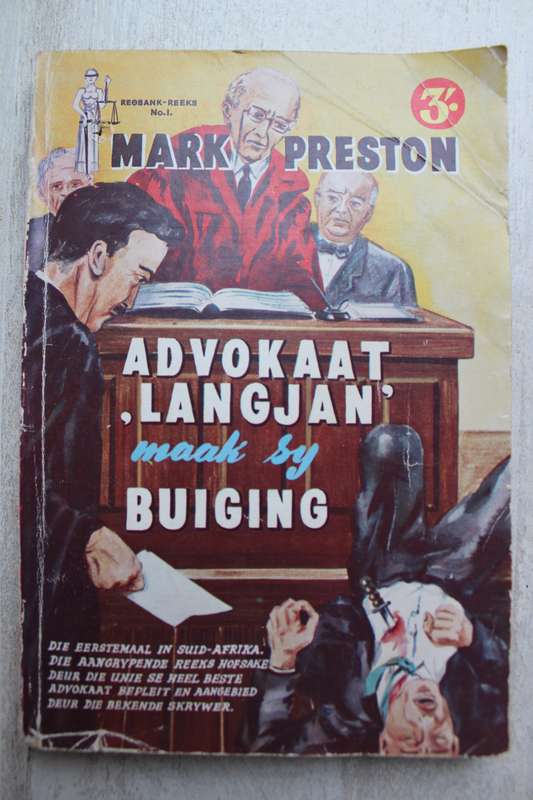 REGBANK-REEKS
No.1.
3/-
MARK PRESTON
ADVOKAAT
‚LANGJAN’
maak sy
BUIGING
DIE EERSTEMAAL IN SUID-AFRIKA.
DIE AANGRYPENDE REEKS HOFSAKE
DEUR DIE UNIE SE HEEL BESTE
ADVOKAAT BEPLEIT EN AANGEBIED
DEUR DIE BEKENDE SKRYWER.